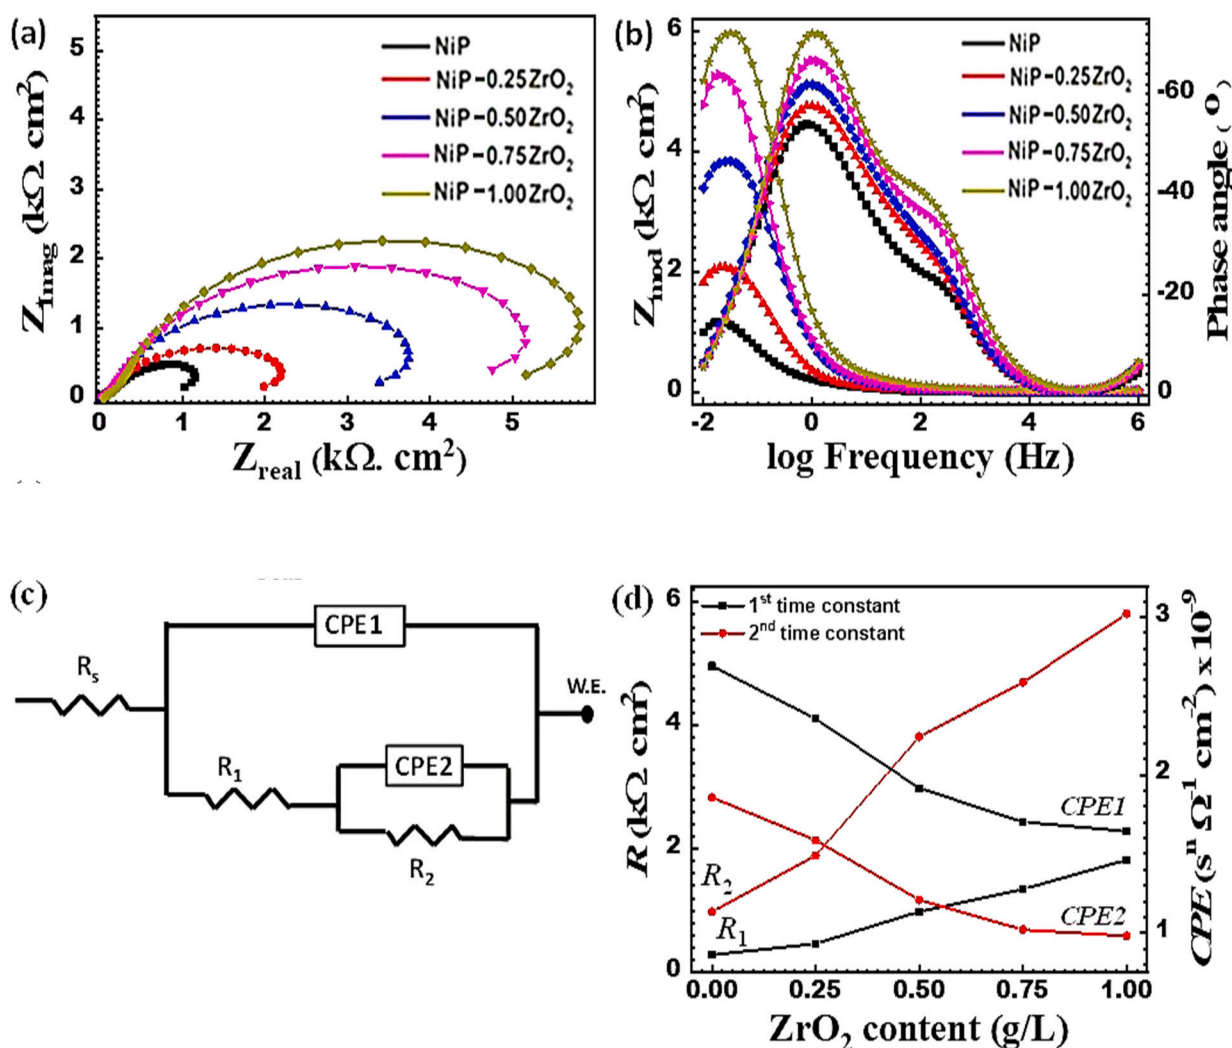 (a)
NiP
NiP-0.25ZrO₂
NiP-0.50ZrO₂
NiP-0.75ZrO₂
NiP-1.00ZrO₂
5
4
3
2
1
0
Zimag (kΩ cm²)
0 1 2 3 4 5
Zreal (kΩ. cm²)
(b)
NiP
NiP-0.25ZrO₂
NiP-0.50ZrO₂
NiP-0.75ZrO₂
NiP-1.00ZrO₂
6
4
2
0
Zmod (kΩ cm²)
-60
-40
-20
0
Phase angle( o)
-2 0 2 4 6
log Frequency (Hz)
(c)
CPE1
Rs
W.E.
R₁
CPE2
R₂
(d)
1st time constant
2nd time constant
6
4
2
0
R (kΩ cm²)
3
2
1
CPE (sⁿ Ω⁻¹ cm⁻²) x 10⁻⁹
CPE1
R₂
R₁
CPE2
0.00 0.25 0.50 0.75 1.00
ZrO₂ content (g/L)